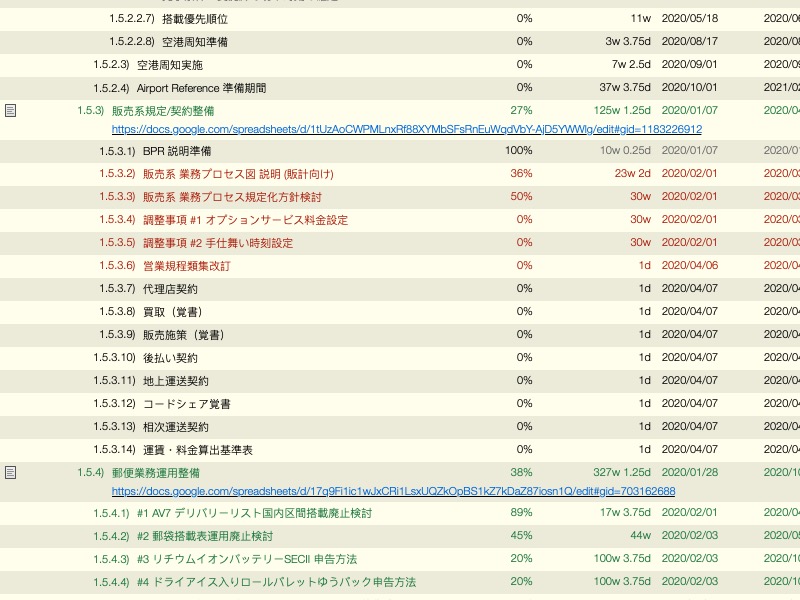 1.5.2.2.7) 搭載優先順位 0% 11w 2020/05/18 2020/0
1.5.2.2.8) 空港周知準備 0% 3w 3.75d 2020/08/17 2020/0
1.5.2.3) 空港周知実施 0% 7w 2.5d 2020/09/01 2020/0
1.5.2.4) Airport Reference 準備期間 0% 37w 3.75d 2020/10/01 2021/0
1.5.3) 販売系規定/契約整備 27% 125w 1.25d 2020/01/07 2020/0
https://docs.google.com/spreadsheets/d/1tUzAoCWPMLnxRf88XYMbSFsRnEuWqdVbY-AjD5YWWlg/edit#gid=1183226912
1.5.3.1) BPR 説明準備 100% 10w 0.25d 2020/01/07 2020/0
1.5.3.2) 販売系 業務プロセス図 説明 (販計向け) 36% 23w 2d 2020/02/01 2020/0
1.5.3.3) 販売系 業務プロセス規定化方針検討 50% 30w 2020/02/01 2020/0
1.5.3.4) 調整事項 #1 オプションサービス料金設定 0% 30w 2020/02/01 2020/0
1.5.3.5) 調整事項 #2 手仕舞い時刻設定 0% 30w 2020/02/01 2020/0
1.5.3.6) 営業規程類集改訂 0% 1d 2020/04/06 2020/0
1.5.3.7) 代理店契約 0% 1d 2020/04/07 2020/0
1.5.3.8) 買取（覚書） 0% 1d 2020/04/07 2020/0
1.5.3.9) 販売施策（覚書） 0% 1d 2020/04/07 2020/0
1.5.3.10) 後払い契約 0% 1d 2020/04/07 2020/0
1.5.3.11) 地上運送契約 0% 1d 2020/04/07 2020/0
1.5.3.12) コードシェア覚書 0% 1d 2020/04/07 2020/0
1.5.3.13) 相次運送契約 0% 1d 2020/04/07 2020/0
1.5.3.14) 運賃・料金算出基準表 0% 1d 2020/04/07 2020/0
1.5.4) 郵便業務運用整備 38% 327w 1.25d 2020/01/28 2020/1
https://docs.google.com/spreadsheets/d/17q9Fi1ic1wJxCRi1LsxUQZkOpBS1kZ7kDaZ87iosn1Q/edit#gid=703162688
1.5.4.1) #1 AV7 デリバリーリスト国内区間搭載廃止検討 89% 17w 3.75d 2020/02/01 2020/0
1.5.4.2) #2 郵袋搭載表運用廃止検討 45% 44w 2020/02/03 2020/0
1.5.4.3) #3 リチウムイオンバッテリーSECII 申告方法 20% 100w 3.75d 2020/02/03 2020/1
1.5.4.4) #4 ドライアイス入りロールパレットゆうパック申告方法 20% 100w 3.75d 2020/02/03 2020/1